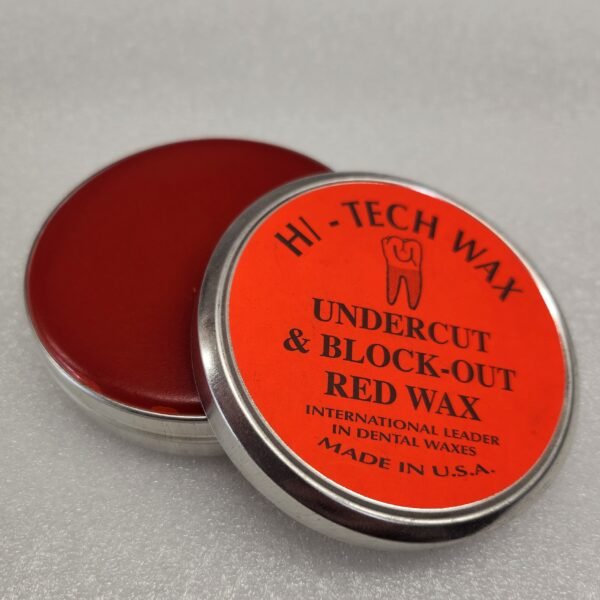 HI-TECH WAX
UNDERCUT
& BLOCK-OUT
RED WAX
INTERNATIONAL LEADER
IN DENTAL WAXES
MADE IN U.S.A.